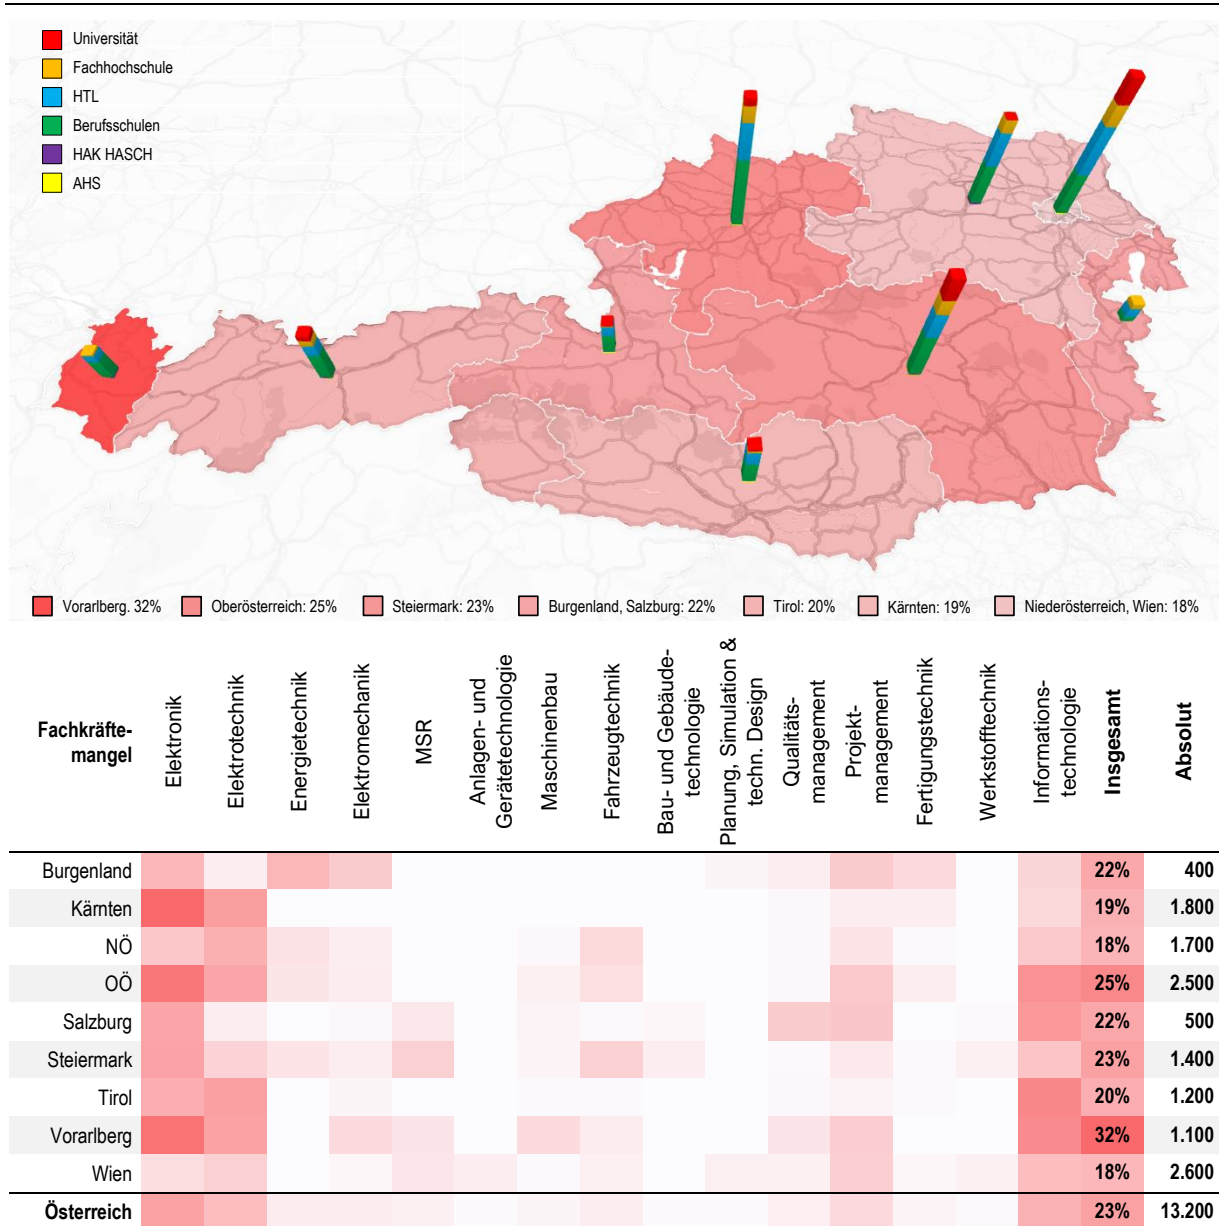 Universität
Fachhochschule
HTL
Berufsschulen
HAK HASCH
AHS
Vorarlberg. 32%
Oberösterreich: 25%
Steiermark: 23%
Burgenland, Salzburg: 22%
Tirol: 20%
Kärnten: 19%
Niederösterreich, Wien: 18%
Fachkräfte-
mangel
Elektronik
Elektrotechnik
Energietechnik
Elektromechanik
MSR
Anlagen- und
Gerätetechnologie
Maschinenbau
Fahrzeugtechnik
Bau- und Gebäude-
technologie
Planung, Simulation &
techn. Design
Qualitäts-
management
Projekt-
management
Fertigungstechnik
Werkstofftechnik
Informations-
technologie
Insgesamt
Absolut
Burgenland 22% 400
Kärnten 19% 1.800
NÖ 18% 1.700
OÖ 25% 2.500
Salzburg 22% 500
Steiermark 23% 1.400
Tirol 20% 1.200
Vorarlberg 32% 1.100
Wien 18% 2.600
Österreich 23% 13.200